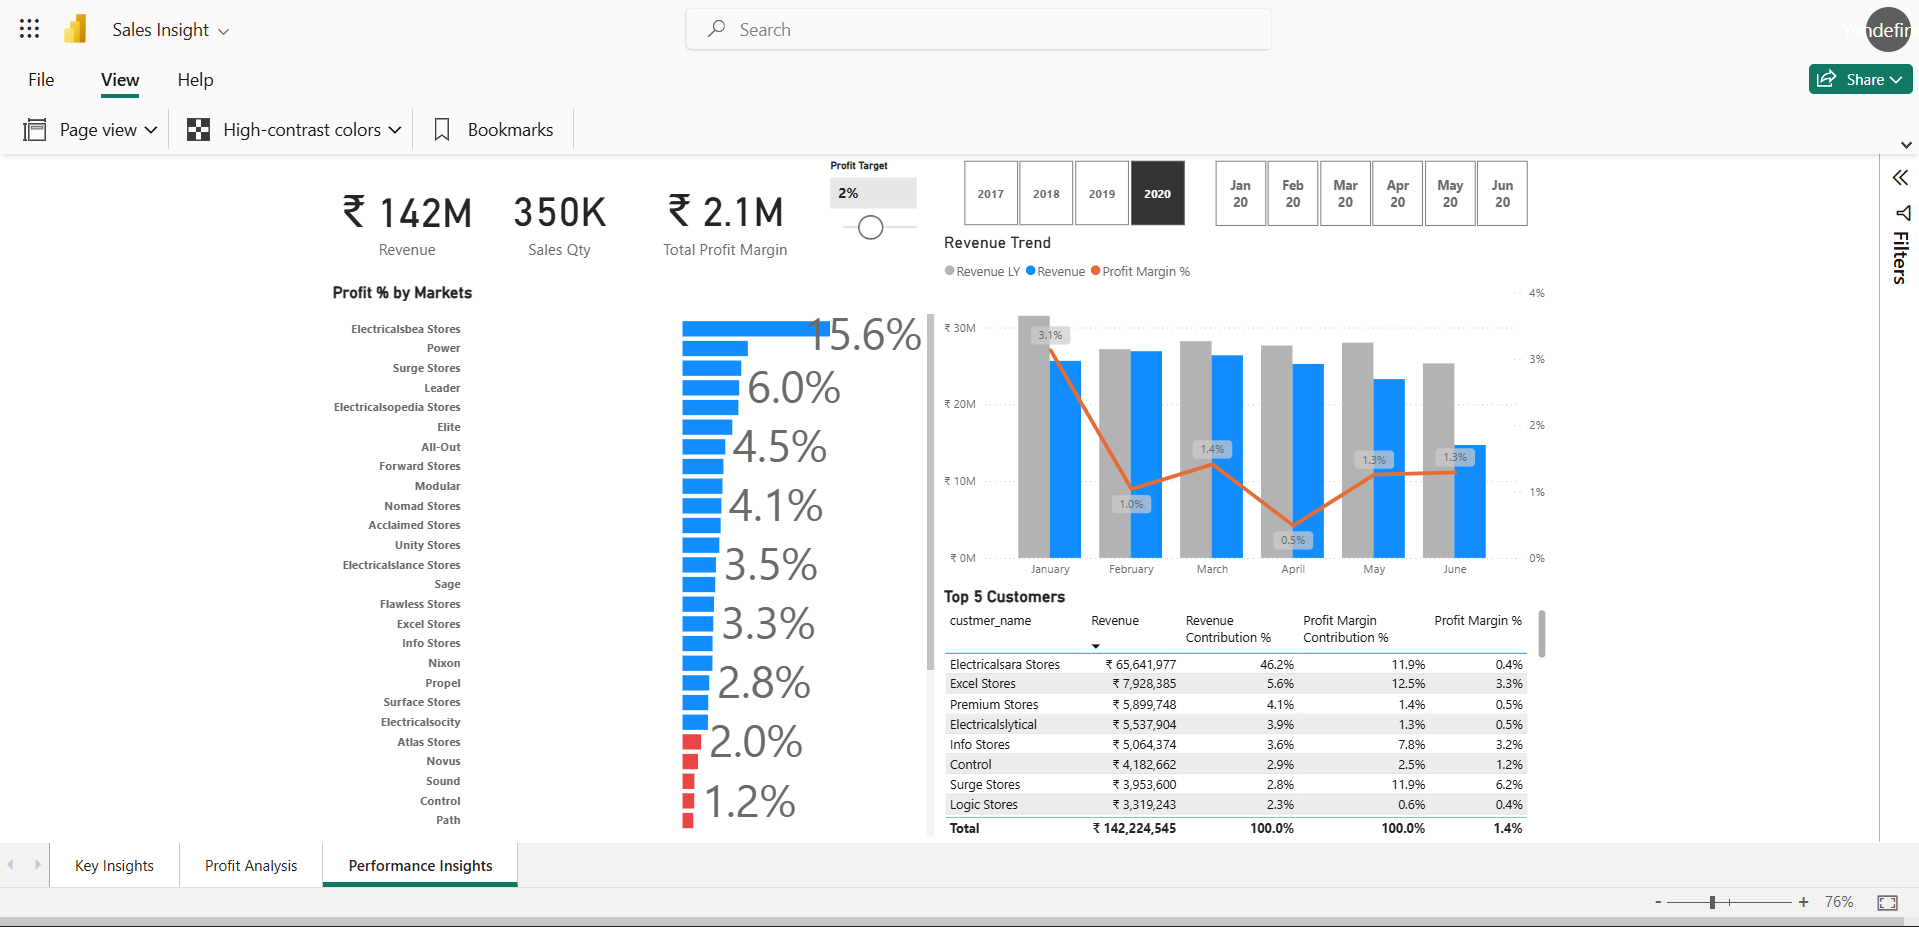 Sales Insight
Search
File
View
Help
Share
Page view
High-contrast colors
Bookmarks
₹ 142M
Revenue
350K
Sales Qty
₹ 2.1M
Total Profit Margin
Profit Target
2%
2017 2018 2019 2020
Jan 20
Feb 20
Mar 20
Apr 20
May 20
Jun 20
Filters
Profit % by Markets
Electricalsbea Stores 15.6%
Power
Surge Stores
Leader 6.0%
Electricalsopedia Stores
Elite
All-Out 4.5%
Forward Stores
Modular
Nomad Stores 4.1%
Acclaimed Stores
Unity Stores
Electricalslance Stores 3.5%
Sage
Flawless Stores
Excel Stores 3.3%
Info Stores
Nixon
Propel 2.8%
Surface Stores
Electricalsocity
Atlas Stores 2.0%
Novus
Sound
Control 1.2%
Path
Revenue Trend
Revenue LY Revenue Profit Margin %
4%
₹ 30M
3%
₹ 20M
2%
₹ 10M
1%
₹ 0M
0%
3.1%
1.0%
1.4%
0.5%
1.3%
1.3%
January February March April May June
Top 5 Customers
custmer_name Revenue Revenue Contribution % Profit Margin Contribution % Profit Margin %
Electricalsara Stores ₹ 65,641,977 46.2% 11.9% 0.4%
Excel Stores ₹ 7,928,385 5.6% 12.5% 3.3%
Premium Stores ₹ 5,899,748 4.1% 1.4% 0.5%
Electricalslytical ₹ 5,537,904 3.9% 1.3% 0.5%
Info Stores ₹ 5,064,374 3.6% 7.8% 3.2%
Control ₹ 4,182,662 2.9% 2.5% 1.2%
Surge Stores ₹ 3,953,600 2.8% 11.9% 6.2%
Logic Stores ₹ 3,319,243 2.3% 0.6% 0.4%
Total ₹ 142,224,545 100.0% 100.0% 1.4%
Key Insights
Profit Analysis
Performance Insights
- + 76%